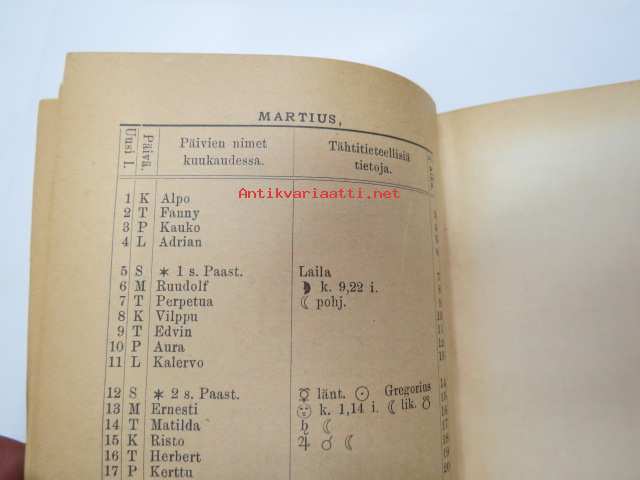 MARTIUS,
Uusi l.
Päivä.
Päivien nimet
kuukaudessa.
Tähtitieteellisiä
tietoja.
Antikvariaatti.net
1 K Alpo
2 T Fanny
3 P Kauko
4 L Adrian
5 S ✶ 1 s. Paast. Laila
6 M Ruudolf ☽ k. 9,22 i.
7 T Perpetua ☾ pohj.
8 K Vilppu
9 T Edvin
10 P Aura
11 L Kalervo
12 S ✶ 2 s. Paast. ☿ länt. ☉ Gregorius
13 M Ernesti k. 1,14 i. ☾ lik. ♉
14 T Matilda ♄ ☾
15 K Risto ♃ ☌ ☾
16 T Herbert
17 P Kerttu